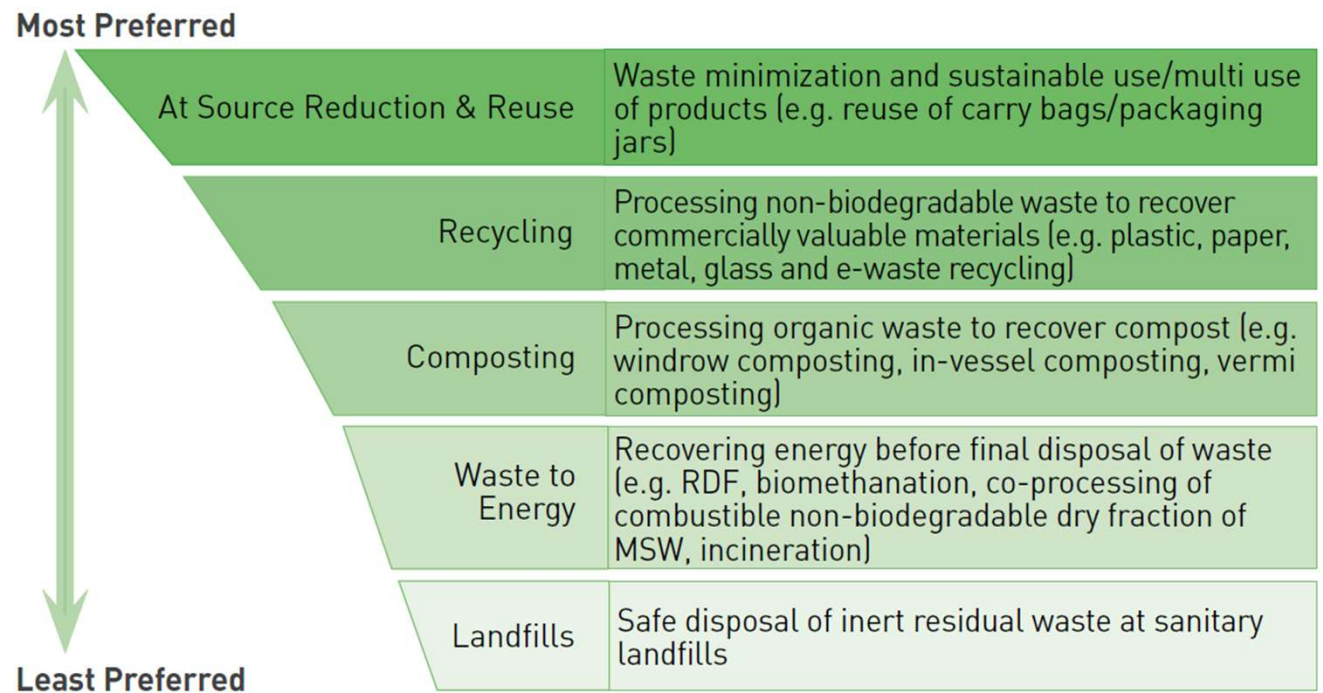 Most Preferred
At Source Reduction & Reuse
Waste minimization and sustainable use/multi use
of products (e.g. reuse of carry bags/packaging
jars)
Recycling
Processing non-biodegradable waste to recover
commercially valuable materials (e.g. plastic, paper,
metal, glass and e-waste recycling)
Composting
Processing organic waste to recover compost (e.g.
windrow composting, in-vessel composting, vermi
composting)
Waste to
Energy
Recovering energy before final disposal of waste
(e.g. RDF, biomethanation, co-processing of
combustible non-biodegradable dry fraction of
MSW, incineration)
Landfills
Safe disposal of inert residual waste at sanitary
landfills
Least Preferred